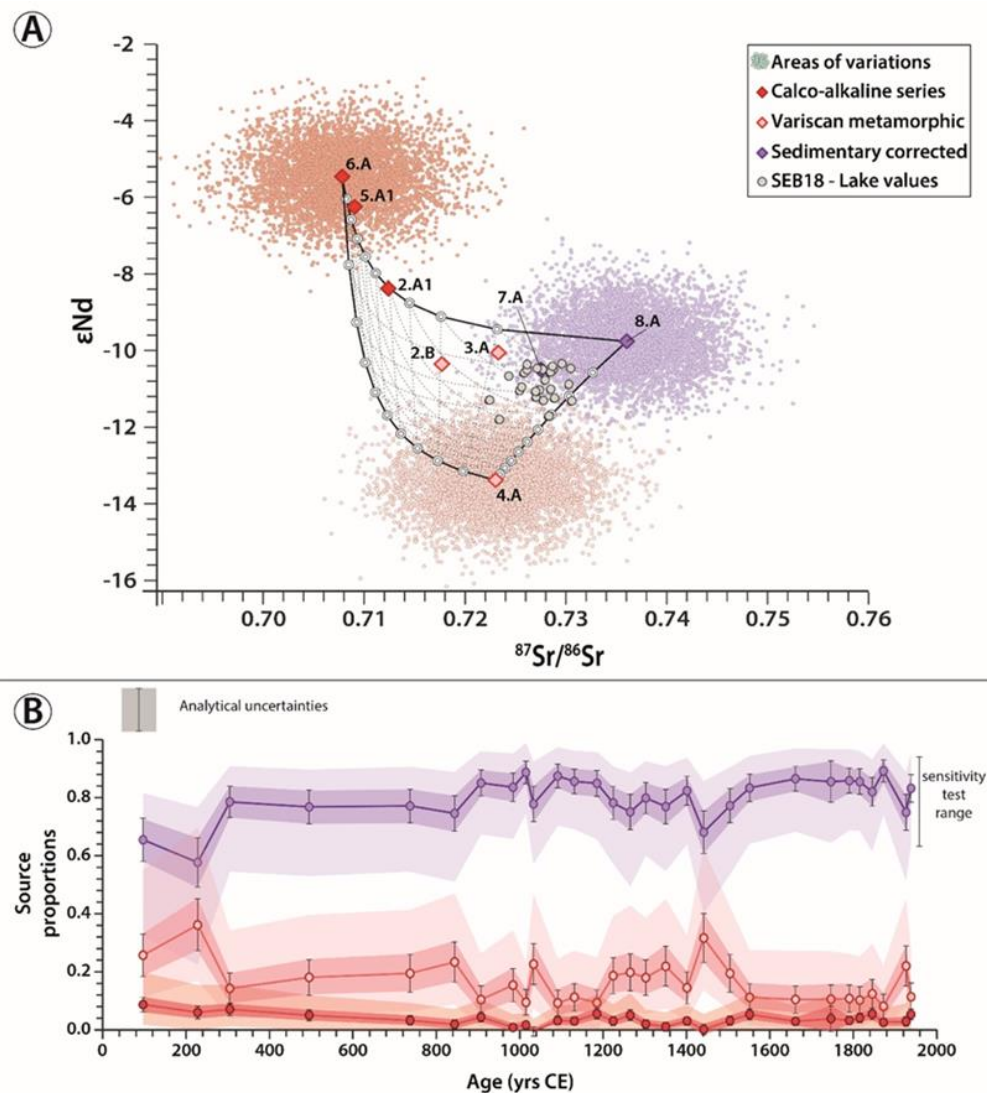 A
-2
-4
-6
-8
-10
-12
-14
-16
εNd
0.70 0.71 0.72 0.73 0.74 0.75 0.76
⁸⁷Sr/⁸⁶Sr
Areas of variations
Calco-alkaline series
Variscan metamorphic
Sedimentary corrected
SEB18 - Lake values
6.A
5.A1
2.A1
7.A
8.A
2.B
3.A
4.A
B
Analytical uncertainties
1.0
0.8
0.6
0.4
0.2
0.0
Source
proportions
sensitivity
test
range
0 200 400 600 800 1000 1200 1400 1600 1800 2000
Age (yrs CE)